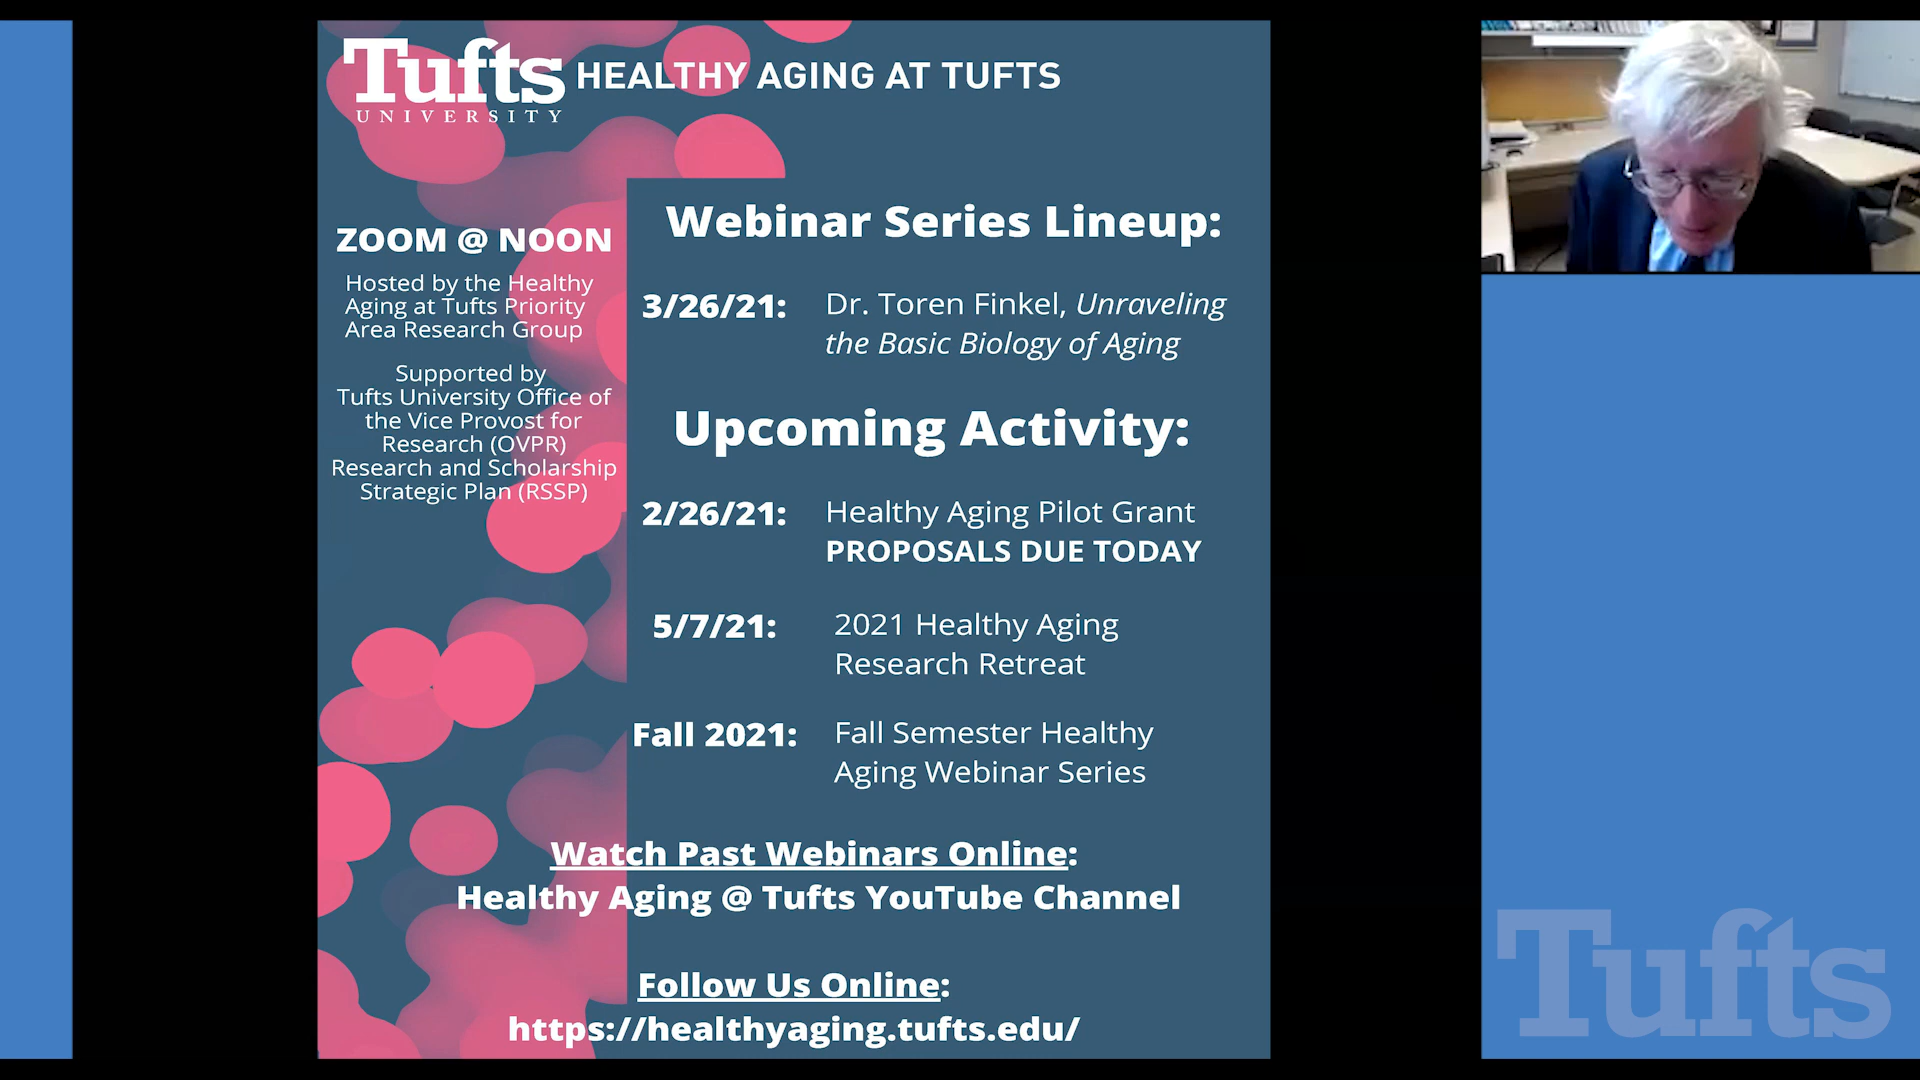 Tufts
UNIVERSITY
HEALTHY AGING AT TUFTS
ZOOM @ NOON
Hosted by the Healthy
Aging at Tufts Priority
Area Research Group
Supported by
Tufts University Office of
the Vice Provost for
Research (OVPR)
Research and Scholarship
Strategic Plan (RSSP)
Webinar Series Lineup:
3/26/21: Dr. Toren Finkel, Unraveling
the Basic Biology of Aging
Upcoming Activity:
2/26/21: Healthy Aging Pilot Grant
PROPOSALS DUE TODAY
5/7/21: 2021 Healthy Aging
Research Retreat
Fall 2021: Fall Semester Healthy
Aging Webinar Series
Watch Past Webinars Online:
Healthy Aging @ Tufts YouTube Channel
Follow Us Online:
https://healthyaging.tufts.edu/
Tufts